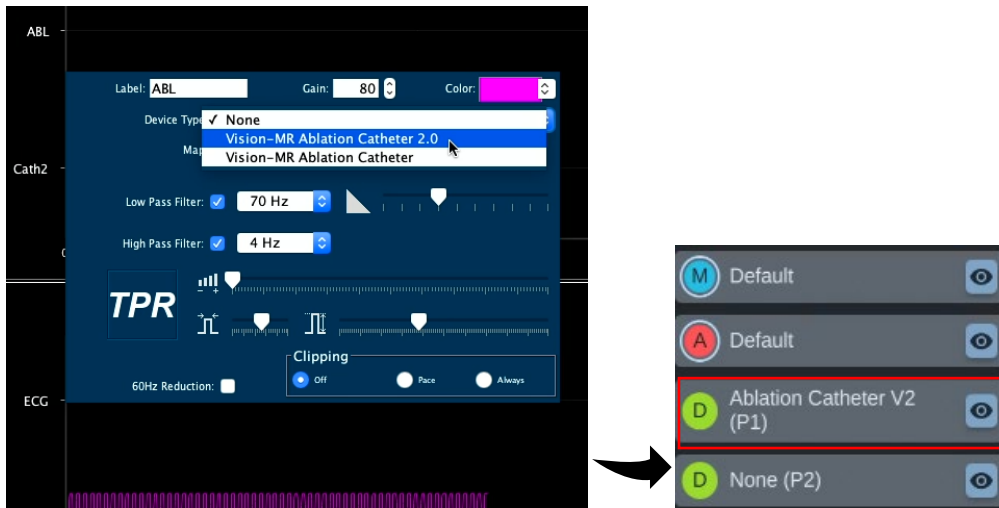 ABL
Label: ABL Gain: 80 Color:
Device Type ✓ None
Vision-MR Ablation Catheter 2.0
Map
Vision-MR Ablation Catheter
Cath2
Low Pass Filter: 70 Hz
High Pass Filter: 4 Hz
TPR
Clipping
Off Pace Always
60Hz Reduction:
ECG
M Default
A Default
D Ablation Catheter V2
(P1)
D None (P2)